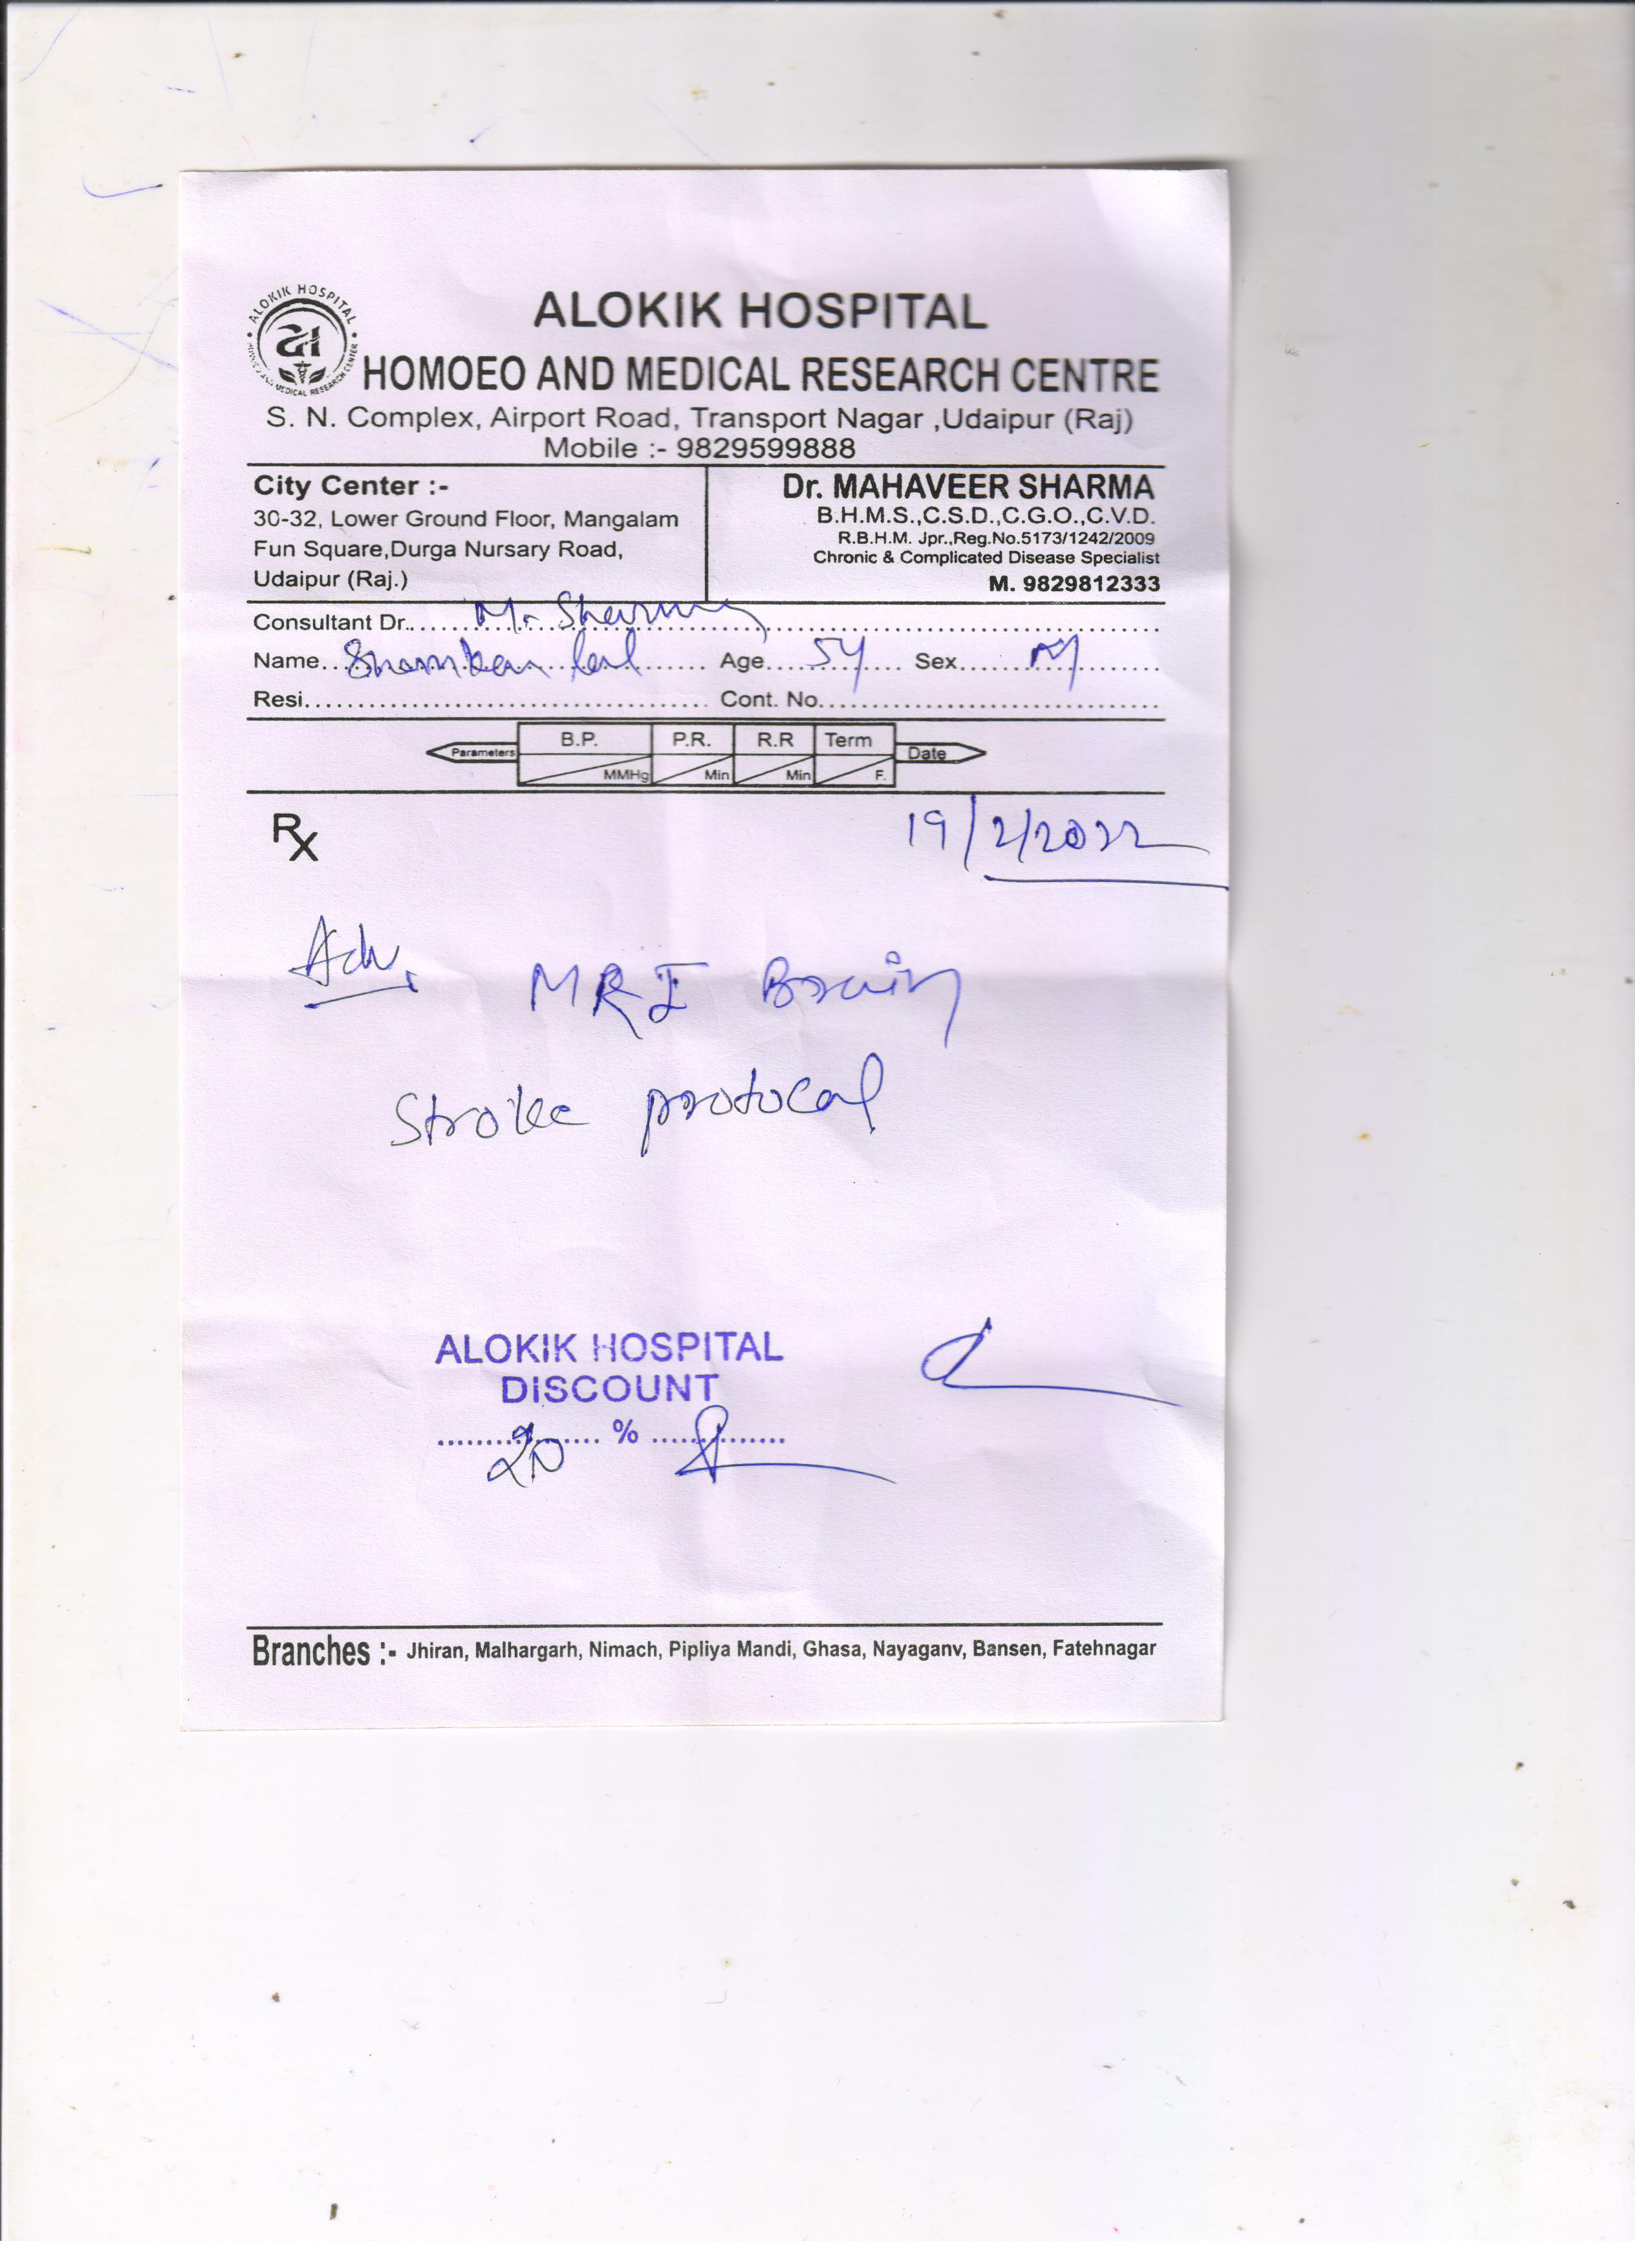 ALOKIK HOSPITAL
HOMOEO AND MEDICAL RESEARCH CENTRE
S. N. Complex, Airport Road, Transport Nagar ,Udaipur (Raj)
Mobile :- 9829599888
City Center :-
30-32, Lower Ground Floor, Mangalam
Fun Square,Durga Nursary Road,
Udaipur (Raj.)
Dr. MAHAVEER SHARMA
B.H.M.S.,C.S.D.,C.G.O.,C.V.D.
R.B.H.M. Jpr.,Reg.No.5173/1242/2009
Chronic & Complicated Disease Specialist
M. 9829812333
Consultant Dr. M. Sharma
Name Shamkar lal Age 54 Sex M
Resi. Cont. No.
Parameters B.P. P.R. R.R Term Date
MMHg Min Min F.
Rx 19/2/2022
Adv. MRI Brain
Stroke protocal
ALOKIK HOSPITAL
DISCOUNT
20 %
Branches :- Jhiran, Malhargarh, Nimach, Pipliya Mandi, Ghasa, Nayaganv, Bansen, Fatehnagar